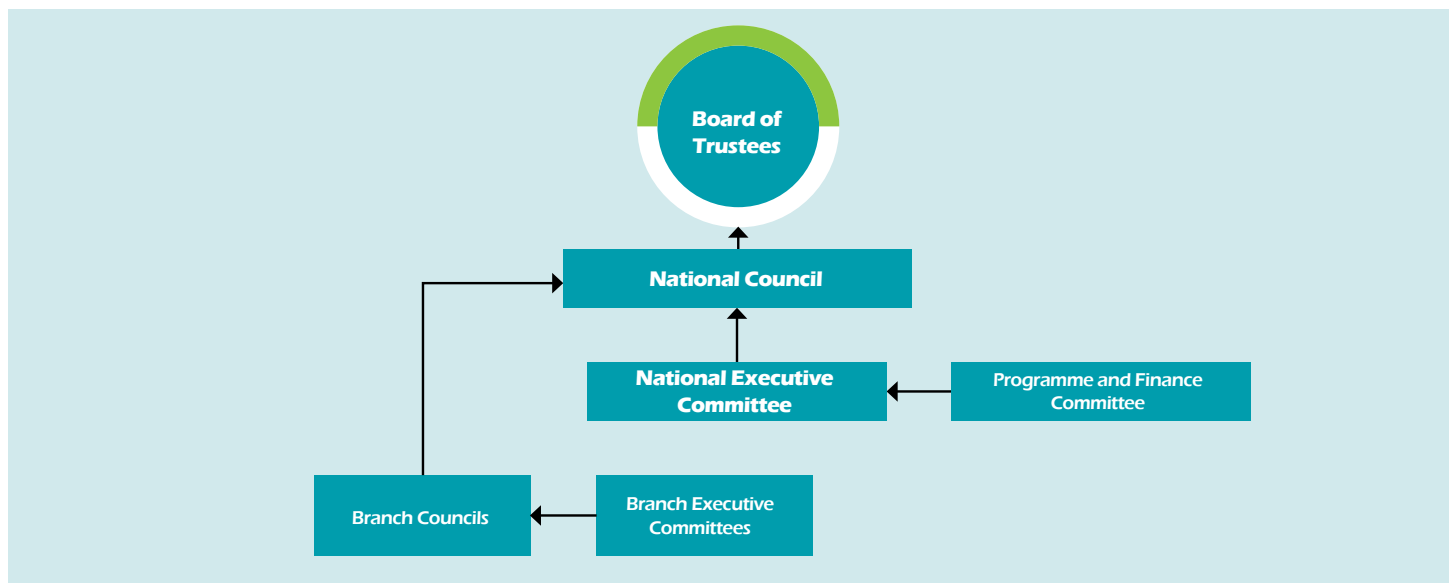 Board of
Trustees
National Council
National Executive
Committee
Programme and Finance
Committee
Branch Councils
Branch Executive
Committees